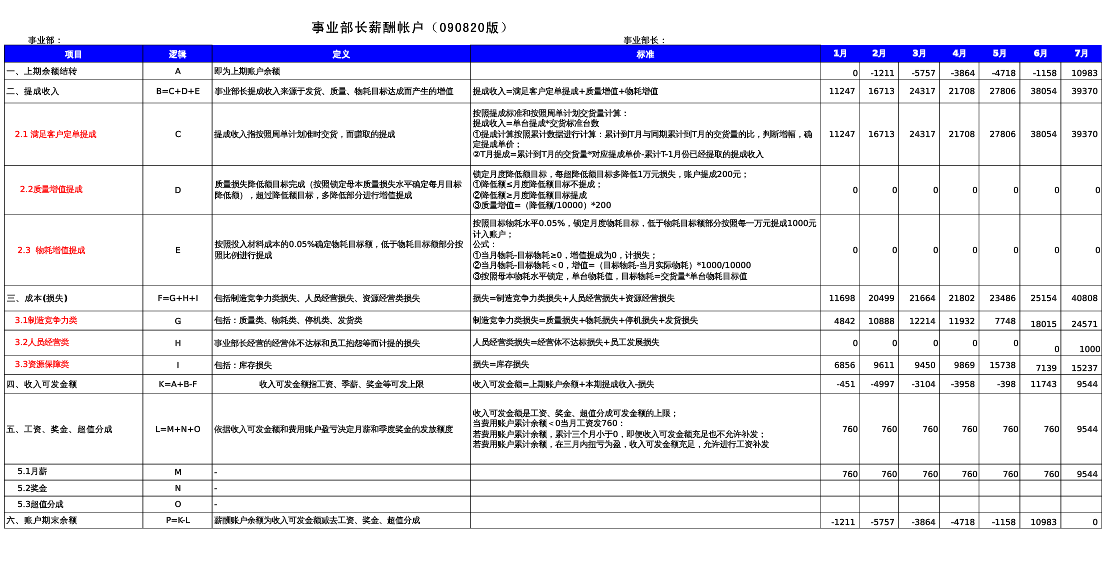 事业部长薪酬帐户（090820版）
事业部： 事业部长：
项目 逻辑 定义 标准 1月 2月 3月 4月 5月 6月 7月
一、上期余额结转 A 即为上期账户余额 0 -1211 -5757 -3864 -4718 -1158 10983
二、提成收入 B=C+D+E 事业部长提成收入来源于发货、质量、物耗目标达成而产生的增值 提成收入=满足客户定单提成+质量增值+物耗增值 11247 16713 24317 21708 27806 38054 39370
2.1 满足客户定单提成 C 提成收入指按照周单计划准时交货，而赚取的提成
按照提成标准和按照周单计划交货量计算：
提成收入=单台提成*交货标准台数
①提成计算按照累计数据进行计算：累计到T月与同期累计到T月的交货量的比，判断增幅，确
定提成单价；
②T月提成=累计到T月的交货量*对应提成单价-累计T-1月份已经提取的提成收入
11247 16713 24317 21708 27806 38054 39370
2.2质量增值提成 D
质量损失降低额目标完成（按照锁定母本质量损失水平确定每月目标
降低额），超过降低额目标，多降低部分进行增值提成
锁定月度降低额目标，每超降低额目标多降低1万元损失，账户提成200元；
①降低额≤月度降低额目标不提成；
②降低额≥月度降低额目标提成
③质量增值=（降低额/10000）*200
0 0 0 0 0 0 0
2.3 物耗增值提成 E
按照投入材料成本的0.05%确定物耗目标额，低于物耗目标额部分按
照比例进行提成
按照目标物耗水平0.05%，锁定月度物耗目标，低于物耗目标额部分按照每一万元提成1000元
计入账户；
公式：
①当月物耗-目标物耗≥0，增值提成为0，计损失；
②当月物耗-目标物耗＜0，增值=（目标物耗-当月实际物耗）*1000/10000
③按照母本物耗水平锁定，单台物耗值，目标物耗=交货量*单台物耗目标值
0 0 0 0 0 0 0
三、成本(损失) F=G+H+I 包括制造竞争力类损失、人员经营损失、资源经营类损失 损失=制造竞争力类损失+人员经营损失+资源经营损失 11698 20499 21664 21802 23486 25154 40808
3.1制造竞争力类 G 包括：质量类、物耗类、停机类、发货类 制造竞争力类损失=质量损失+物耗损失+停机损失+发货损失 4842 10888 12214 11932 7748 18015 24571
3.2人员经营类 H 事业部长经营的经营体不达标和员工抱怨等而计提的损失 人员经营类损失=经营体不达标损失+员工发展损失 0 1000
3.3资源保障类 I 包括：库存损失 损失=库存损失 6856 9611 9450 9869 15738 7139 15237
四、收入可发金额 K=A+B-F 收入可发金额指工资、季薪、奖金等可发上限 收入可发金额=上期账户余额+本期提成收入-损失 -451 -4997 -3104 -3958 -398 11743 9544
五、工资、奖金、超值分成 L=M+N+O 依据收入可发金额和费用账户盈亏决定月薪和季度奖金的发放额度
收入可发金额是工资、奖金、超值分成可发金额的上限；
当费用账户累计余额＜0当月工资发760：
若费用账户累计余额，累计三个月小于0，即便收入可发金额充足也不允许补发；
若费用账户累计余额，在三月内扭亏为盈，收入可发金额充足，允许进行工资补发
760 760 760 760 760 760 9544
5.1月薪 M - 760 760 760 760 760 760 9544
5.2奖金 N -
5.3超值分成 O -
六、账户期末余额 P=K-L 薪酬账户余额为收入可发金额减去工资、奖金、超值分成 -1211 -5757 -3864 -4718 -1158 10983 0